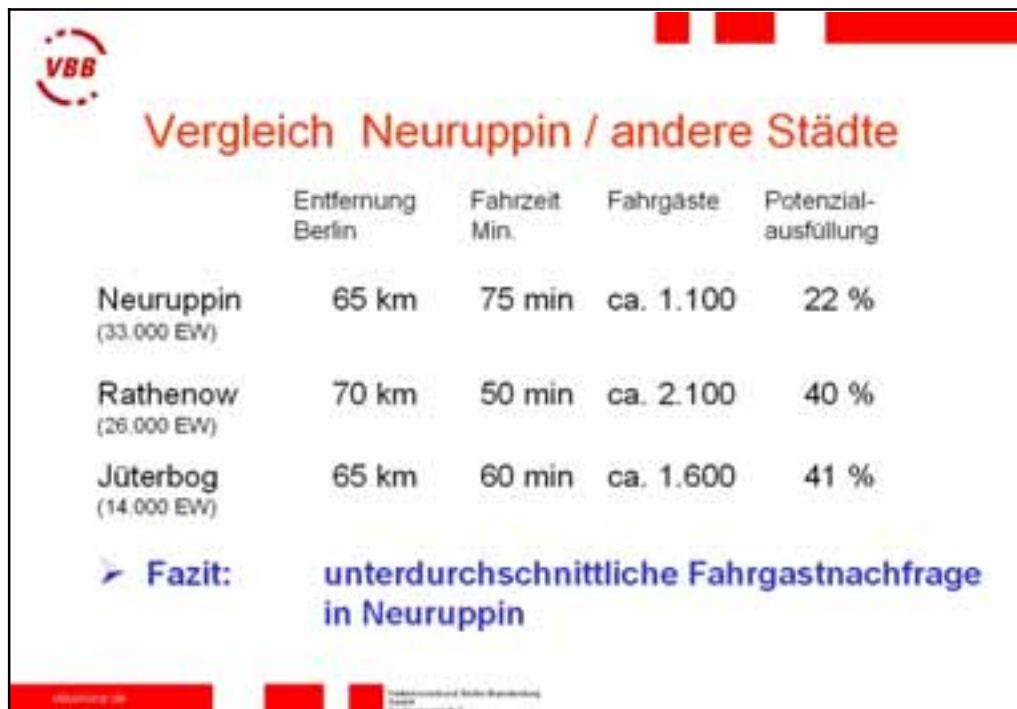 VBB
Vergleich Neuruppin / andere Städte
Entfernung Berlin Fahrzeit Min. Fahrgäste Potenzial-ausfüllung
Neuruppin 65 km 75 min ca. 1.100 22 %
(33.000 EW)
Rathenow 70 km 50 min ca. 2.100 40 %
(26.000 EW)
Jüterbog 65 km 60 min ca. 1.600 41 %
(14.000 EW)
➢ Fazit: unterdurchschnittliche Fahrgastnachfrage
in Neuruppin